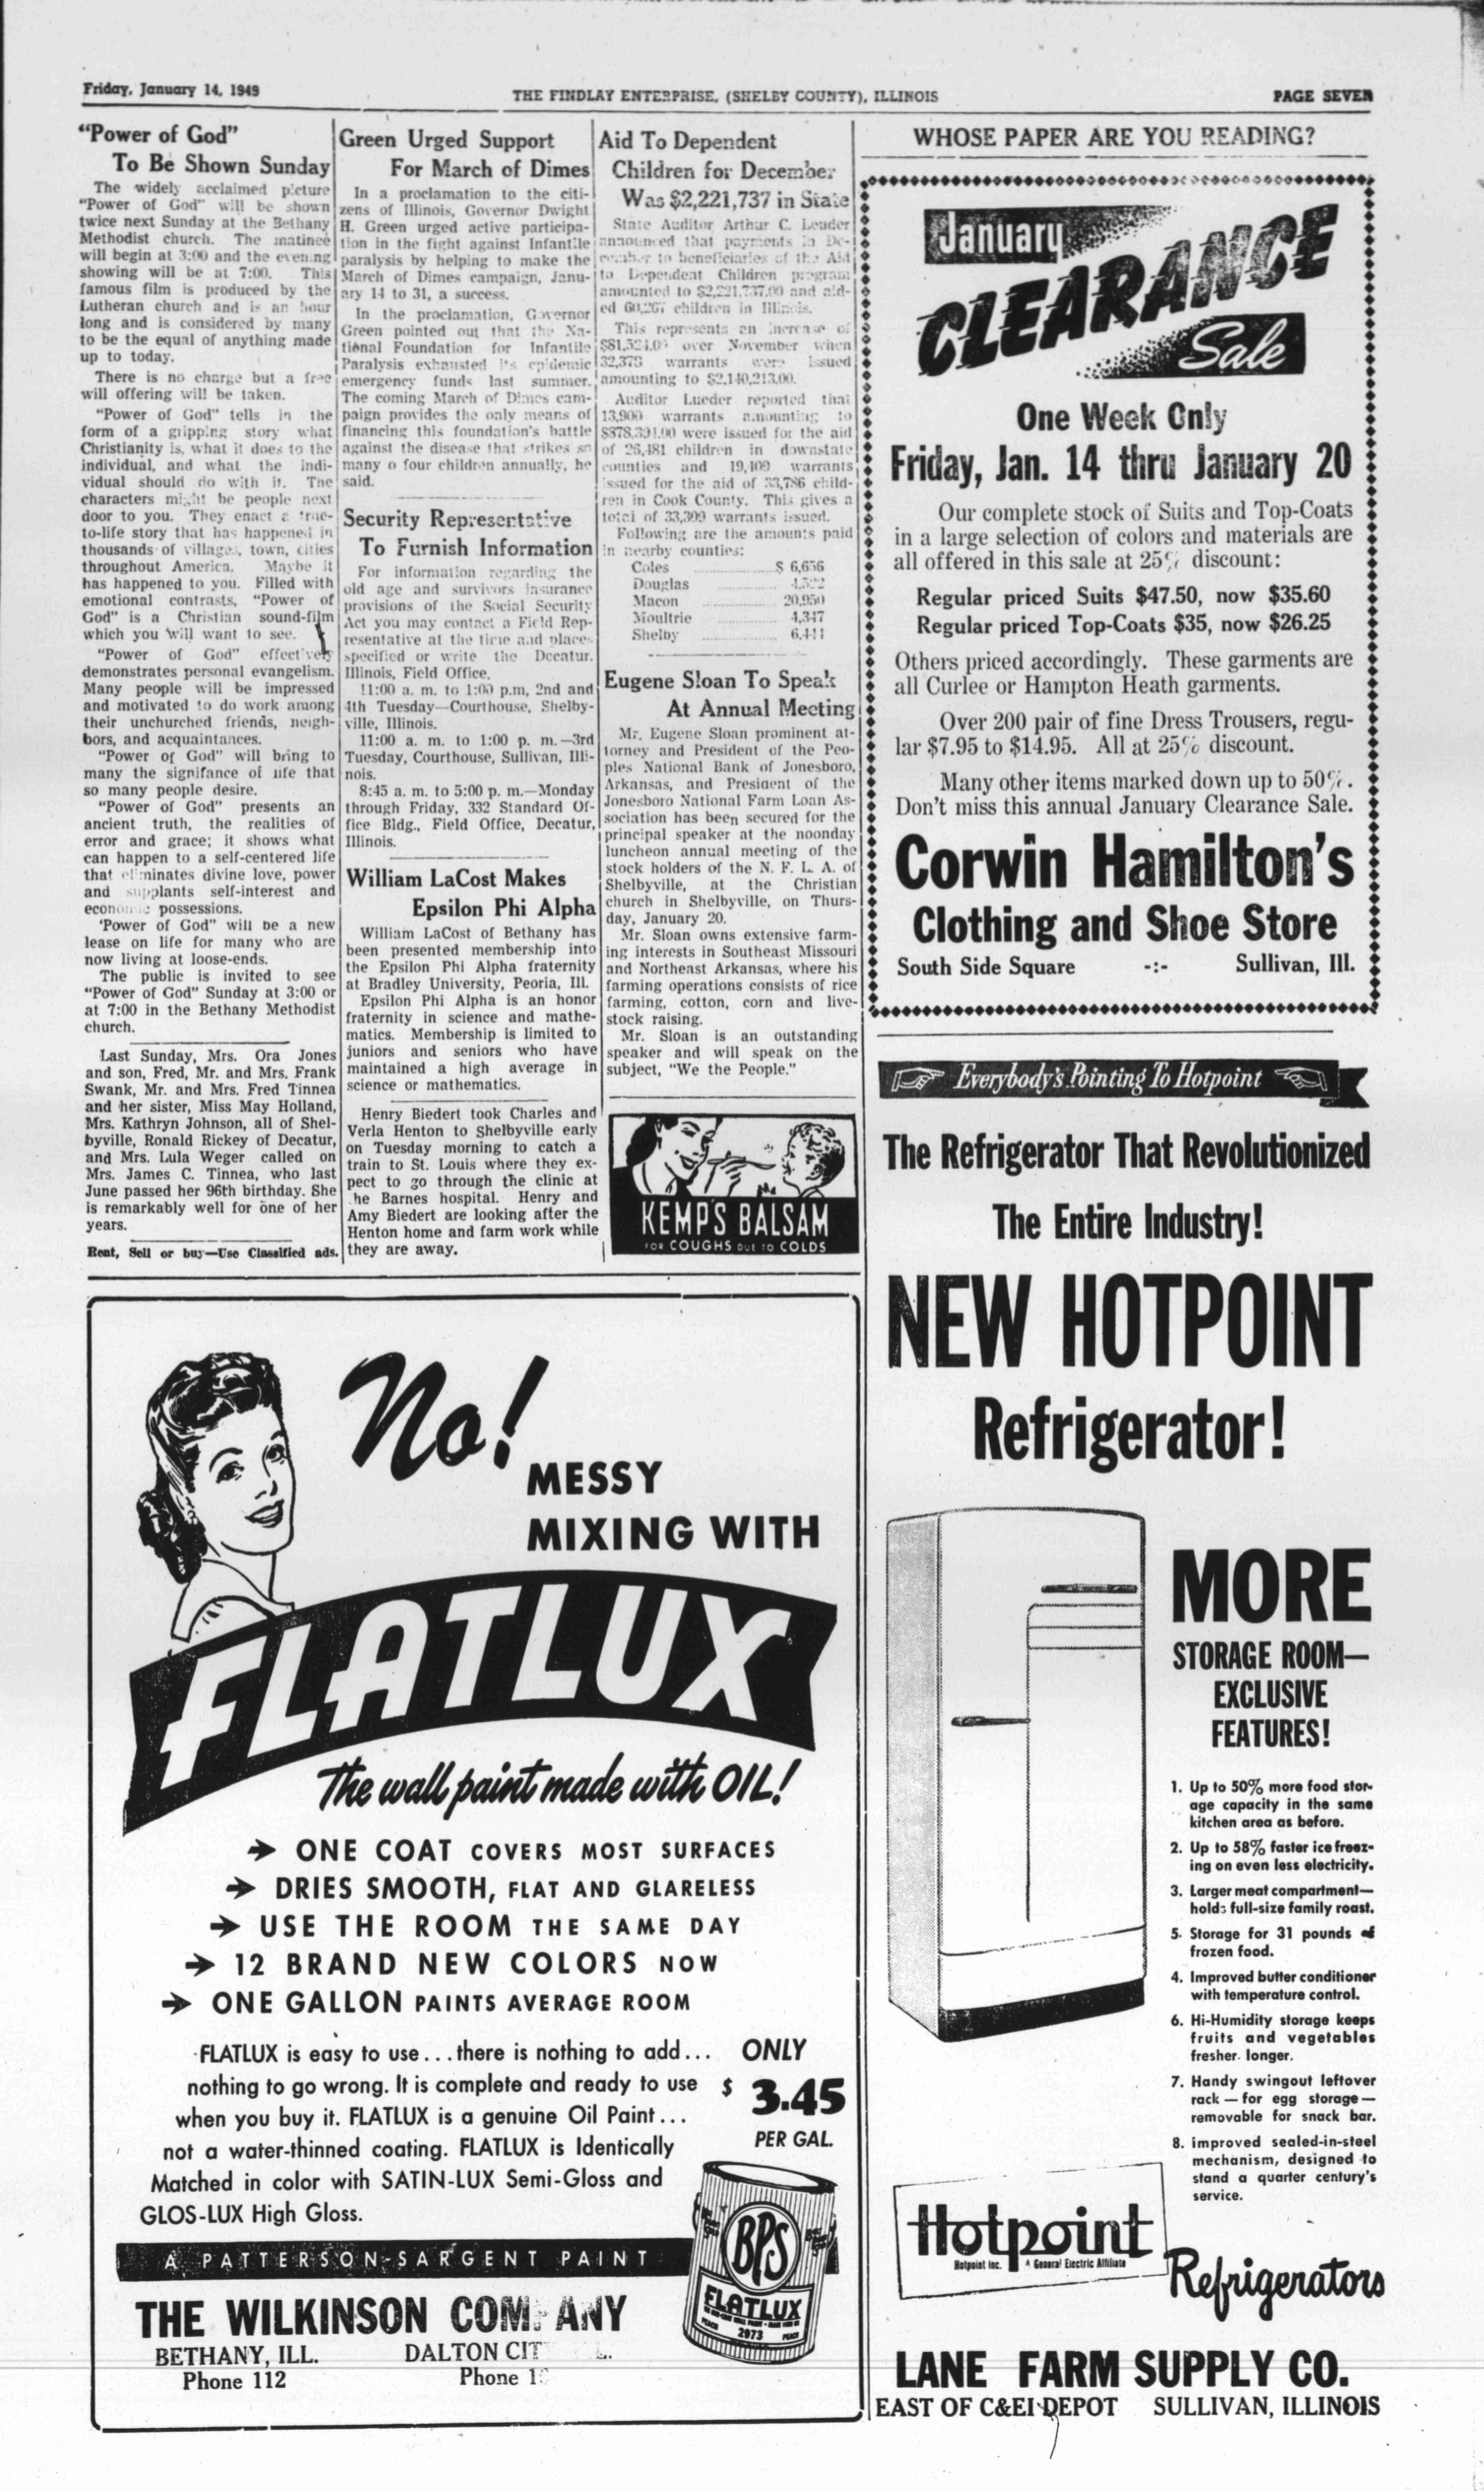 Friday, January 14, 1949
THE FINDLAY ENTERPRISE, (SHELBY COUNTY), ILLINOIS
PAGE SEVEN
"Power of God"
To Be Shown Sunday
The widely acclaimed picture
"Power of God" will be shown
twice next Sunday at the Bethany
Methodist church. The matinee
will begin at 3:00 and the evening
showing will be at 7:00. This
famous film is produced by the
Lutheran church and is an hour
long and is considered by many
to be the equal of anything made
up to today.
There is no charge but a free
will offering will be taken.
"Power of God" tells in the
form of a gripping story what
Christianity is, what it does to the
individual, and what the indi-
vidual should do with it. The
characters might be people next
door to you. They enact a true-
to-life story that has happened in
thousands of villages, town, cities
throughout America. Maybe it
has happened to you. Filled with
emotional contrasts, "Power of
God" is a Christian sound-film
which you will want to see.
"Power of God" effectively
demonstrates personal evangelism.
Many people will be impressed
and motivated to do work among
their unchurched friends, neigh-
bors, and acquaintances.
"Power of God" will bring to
many the signifance of life that
so many people desire.
"Power of God" presents an
ancient truth, the realities of
error and grace; it shows what
can happen to a self-centered life
that eliminates divine love, power
and supplants self-interest and
economic possessions.
'Power of God" will be a new
lease on life for many who are
now living at loose-ends.
The public is invited to see
"Power of God" Sunday at 3:00 or
at 7:00 in the Bethany Methodist
church.
Last Sunday, Mrs. Ora Jones
and son, Fred, Mr. and Mrs. Frank
Swank, Mr. and Mrs. Fred Tinnea
and her sister, Miss May Holland,
Mrs. Kathryn Johnson, all of Shel-
byville, Ronald Rickey of Decatur,
and Mrs. Lula Weger called on
Mrs. James C. Tinnea, who last
June passed her 96th birthday. She
is remarkably well for one of her
years.
Rent, Sell or buy—Use Classified ads.
Green Urged Support
For March of Dimes
In a proclamation to the citi-
zens of Illinois, Governor Dwight
H. Green urged active participa-
tion in the fight against Infantile
paralysis by helping to make the
March of Dimes campaign, Janu-
ary 14 to 31, a success.
In the proclamation, Governor
Green pointed out that the Na-
tional Foundation for Infantile
Paralysis exhausted its epidemic
emergency funds last summer.
The coming March of Dimes cam-
paign provides the only means of
financing this foundation's battle
against the disease that strikes so
many o four children annually, he
said.
Security Representative
To Furnish Information
For information regarding the
old age and survivors insurance
provisions of the Social Security
Act you may contact a Field Rep-
resentative at the time and places
specified or write the Decatur,
Illinois, Field Office.
11:00 a. m. to 1:00 p.m, 2nd and
4th Tuesday—Courthouse, Shelby-
ville, Illinois.
11:00 a. m. to 1:00 p. m.—3rd
Tuesday, Courthouse, Sullivan, Illi-
nois.
8:45 a. m. to 5:00 p. m.—Monday
through Friday, 332 Standard Of-
fice Bldg., Field Office, Decatur,
Illinois.
William LaCost Makes
Epsilon Phi Alpha
William LaCost of Bethany has
been presented membership into
the Epsilon Phi Alpha fraternity
at Bradley University, Peoria, Ill.
Epsilon Phi Alpha is an honor
fraternity in science and mathe-
matics. Membership is limited to
juniors and seniors who have
maintained a high average in
science or mathematics.
Henry Biedert took Charles and
Verla Henton to Shelbyville early
on Tuesday morning to catch a
train to St. Louis where they ex-
pect to go through the clinic at
he Barnes hospital. Henry and
Amy Biedert are looking after the
Henton home and farm work while
they are away.
Aid To Dependent
Children for December
Was $2,221,737 in State
State Auditor Arthur C. Leuder
announced that payments in De-
cember to beneficiaries of the Aid
to Dependent Children program
amounted to $2,221,737.00 and aid-
ed 60,267 children in Illinois.
This represents an increase of
over November when
32,378 warrants were issued
amounting to $2,140,213.00.
Auditor Lueder reported that
13,900 warrants amounting to
$878,391.00 were issued for the aid
of 26,481 children in downstate
counties and 19,409 warrants
issued for the aid of 33,786 child-
ren in Cook County. This gives a
total of 33,309 warrants issued.
Following are the amounts paid
in nearby counties:
Coles $ 6,656
Douglas
Macon 20,950
Moultrie 4,347
Shelby 6,441
Eugene Sloan To Speak
At Annual Meeting
Mr. Eugene Sloan prominent at-
torney and President of the Peo-
ples National Bank of Jonesboro,
Arkansas, and President of the
Jonesboro National Farm Loan As-
sociation has been secured for the
principal speaker at the noonday
luncheon annual meeting of the
stock holders of the N. F. L. A. of
Shelbyville, at the Christian
church in Shelbyville, on Thurs-
day, January 20.
Mr. Sloan owns extensive farm-
ing interests in Southeast Missouri
and Northeast Arkansas, where his
farming operations consists of rice
farming, cotton, corn and live-
stock raising.
Mr. Sloan is an outstanding
speaker and will speak on the
subject, "We the People."
KEMP'S BALSAM
FOR COUGHS DUE TO COLDS
WHOSE PAPER ARE YOU READING?
January
CLEARANCE
Sale
One Week Only
Friday, Jan. 14 thru January 20
Our complete stock of Suits and Top-Coats
in a large selection of colors and materials are
all offered in this sale at 25% discount:
Regular priced Suits $47.50, now $35.60
Regular priced Top-Coats $35, now $26.25
Others priced accordingly. These garments are
all Curlee or Hampton Heath garments.
Over 200 pair of fine Dress Trousers, regu-
lar $7.95 to $14.95. All at 25% discount.
Many other items marked down up to 50%.
Don't miss this annual January Clearance Sale.
Corwin Hamilton's
Clothing and Shoe Store
South Side Square -:- Sullivan, Ill.
Everybody's Pointing To Hotpoint
The Refrigerator That Revolutionized
The Entire Industry!
NEW HOTPOINT
Refrigerator!
MORE
STORAGE ROOM—
EXCLUSIVE
FEATURES!
1. Up to 50% more food stor-
age capacity in the same
kitchen area as before.
2. Up to 58% faster ice freez-
ing on even less electricity.
3. Larger meat compartment—
holds full-size family roast.
5. Storage for 31 pounds of
frozen food.
4. Improved butter conditioner
with temperature control.
6. Hi-Humidity storage keeps
fruits and vegetables
fresher longer.
7. Handy swingout leftover
rack — for egg storage —
removable for snack bar.
8. improved sealed-in-steel
mechanism, designed to
stand a quarter century's
service.
Hotpoint
Hotpoint Inc. A General Electric Affiliate
Refrigerators
LANE FARM SUPPLY CO.
EAST OF C&EI DEPOT SULLIVAN, ILLINOIS
No!
MESSY
MIXING WITH
FLATLUX
The wall paint made with OIL!
→ ONE COAT COVERS MOST SURFACES
→ DRIES SMOOTH, FLAT AND GLARELESS
→ USE THE ROOM THE SAME DAY
→ 12 BRAND NEW COLORS NOW
→ ONE GALLON PAINTS AVERAGE ROOM
FLATLUX is easy to use...there is nothing to add...
nothing to go wrong. It is complete and ready to use
when you buy it. FLATLUX is a genuine Oil Paint...
not a water-thinned coating. FLATLUX is Identically
Matched in color with SATIN-LUX Semi-Gloss and
GLOS-LUX High Gloss.
ONLY
$3.45
PER GAL.
A PATTERSON-SARGENT PAINT
BPS
FLATLUX
PEACH 2973 PEACH
THE WILKINSON COMPANY
BETHANY, ILL. DALTON CIT
Phone 112 Phone